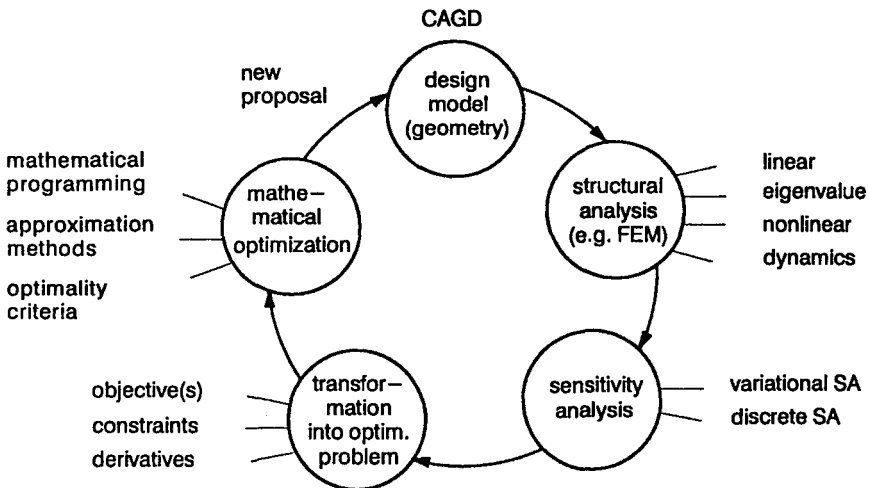 CAGD
design
model
(geometry)
new
proposal
structural
analysis
(e.g. FEM)
linear
eigenvalue
nonlinear
dynamics
sensitivity
analysis
variational SA
discrete SA
transfor–
mation
into optim.
problem
objective(s)
constraints
derivatives
mathe–
matical
optimization
mathematical
programming
approximation
methods
optimality
criteria